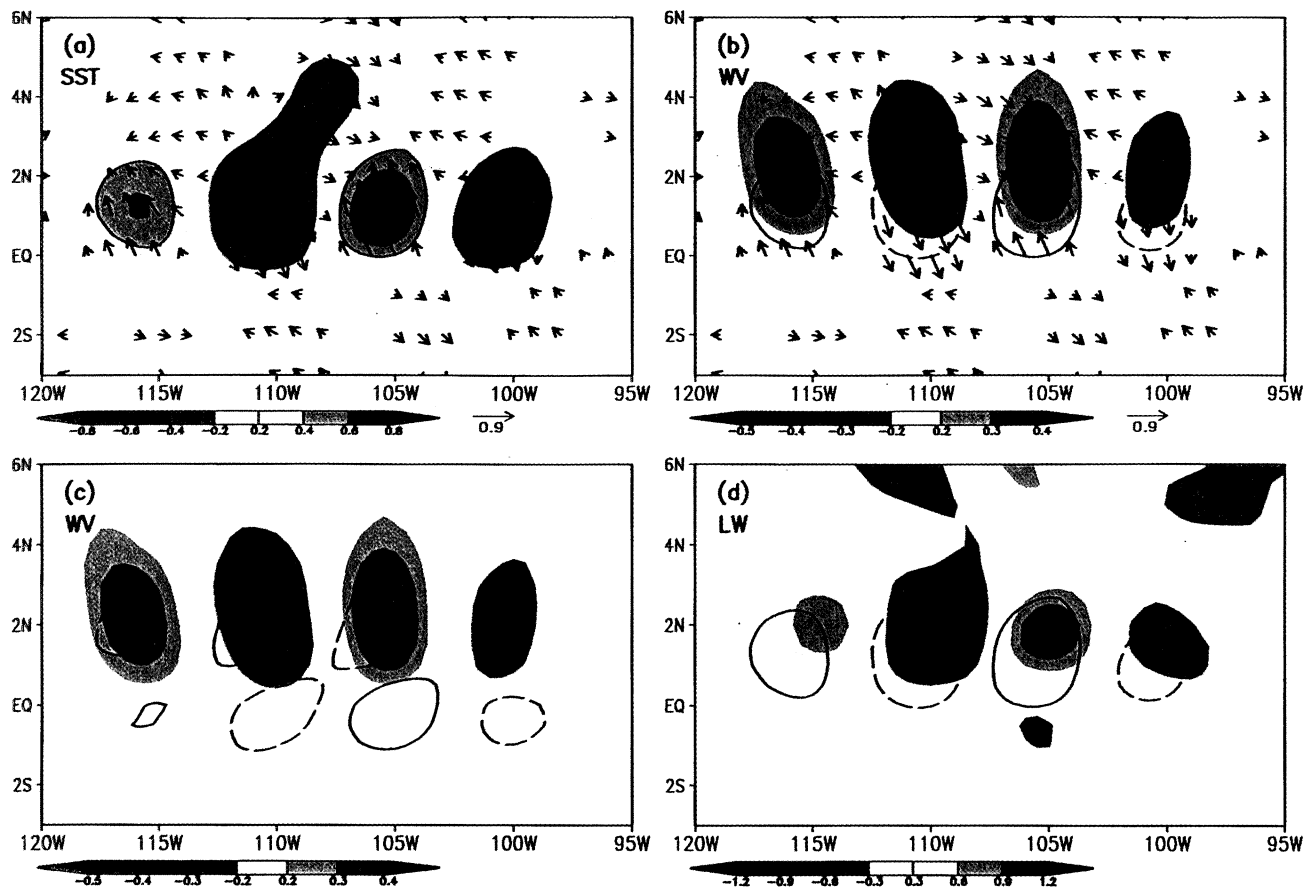 6N
(a)
SST
4N
2N
EQ
2S
120W 115W 110W 105W 100W 95W
-0.8 -0.6 -0.4 -0.2 0.2 0.4 0.6 0.8
0.9
6N
(b)
WV
4N
2N
EQ
2S
120W 115W 110W 105W 100W 95W
-0.5 -0.4 -0.3 -0.2 0.2 0.3 0.4
0.9
6N
(c)
WV
4N
2N
EQ
2S
120W 115W 110W 105W 100W 95W
-0.5 -0.4 -0.3 -0.2 0.2 0.3 0.4
6N
(d)
LW
4N
2N
EQ
2S
120W 115W 110W 105W 100W 95W
-1.2 -0.9 -0.6 -0.3 0.3 0.6 0.9 1.2